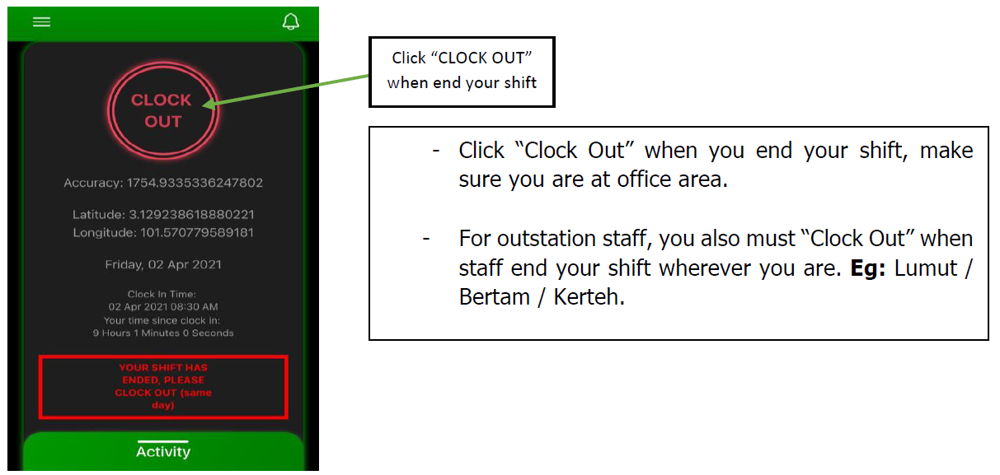 CLOCK
OUT
Accuracy: 1754.9335336247802
Latitude: 3.129238618880221
Longitude: 101.570779589181
Friday, 02 Apr 2021
Clock In Time:
02 Apr 2021 08:30 AM
Your time since clock in:
9 Hours 1 Minutes 0 Seconds
YOUR SHIFT HAS
ENDED, PLEASE
CLOCK OUT (same
day)
Activity
Click “CLOCK OUT”
when end your shift
- Click “Clock Out” when you end your shift, make
sure you are at office area.
- For outstation staff, you also must “Clock Out” when
staff end your shift wherever you are. Eg: Lumut /
Bertam / Kerteh.